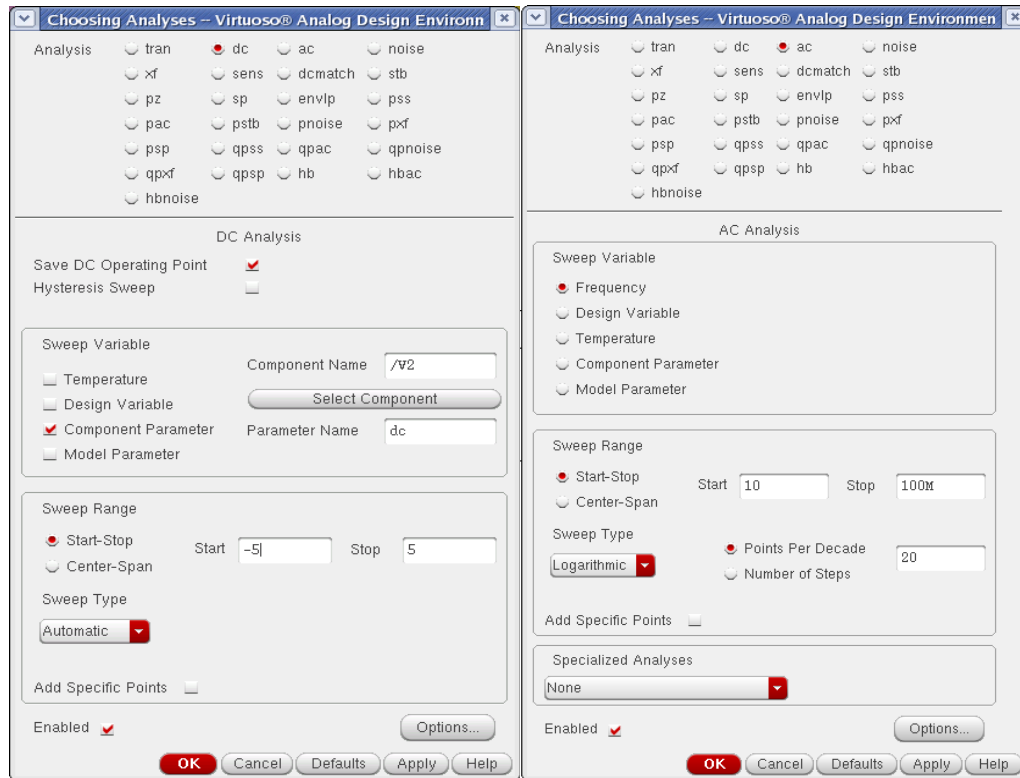 Choosing Analyses -- Virtuoso® Analog Design Environn
Analysis tran dc ac noise
xf sens dcmatch stb
pz sp envlp pss
pac pstb pnoise pxf
psp qpss qpac qpnoise
qpxf qpsp hb hbac
hbnoise
DC Analysis
Save DC Operating Point
Hysteresis Sweep
Sweep Variable
Temperature
Design Variable
Component Parameter
Model Parameter
Component Name /V2
Select Component
Parameter Name dc
Sweep Range
Start-Stop
Center-Span
Start -5 Stop 5
Sweep Type
Automatic
Add Specific Points
Enabled Options...
OK Cancel Defaults Apply Help
Choosing Analyses -- Virtuoso® Analog Design Environmen
Analysis tran dc ac noise
xf sens dcmatch stb
pz sp envlp pss
pac pstb pnoise pxf
psp qpss qpac qpnoise
qpxf qpsp hb hbac
hbnoise
AC Analysis
Sweep Variable
Frequency
Design Variable
Temperature
Component Parameter
Model Parameter
Sweep Range
Start-Stop
Center-Span
Start 10 Stop 100M
Sweep Type
Logarithmic
Points Per Decade
Number of Steps
20
Add Specific Points
Specialized Analyses
None
Enabled Options...
OK Cancel Defaults Apply Help